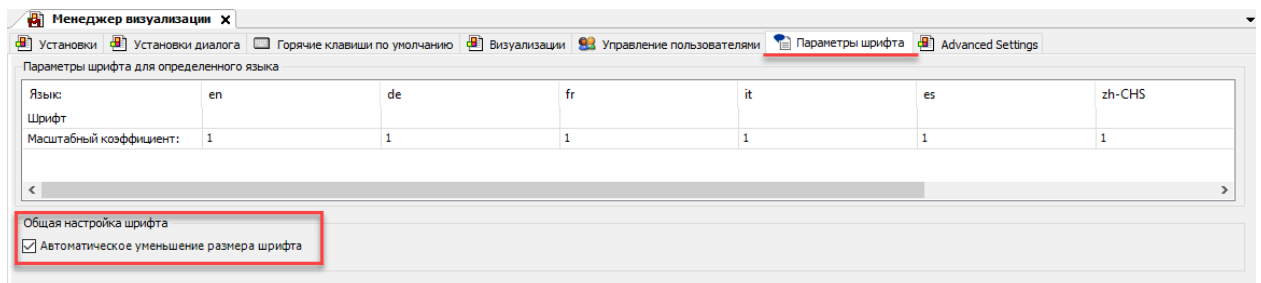 Менеджер визуализации x
Установки Установки диалога Горячие клавиши по умолчанию Визуализации Управление пользователями Параметры шрифта Advanced Settings
Параметры шрифта для определенного языка
Язык: en de fr it es zh-CHS
Шрифт
Масштабный коэффициент: 1 1 1 1 1 1
Общая настройка шрифта
Автоматическое уменьшение размера шрифта